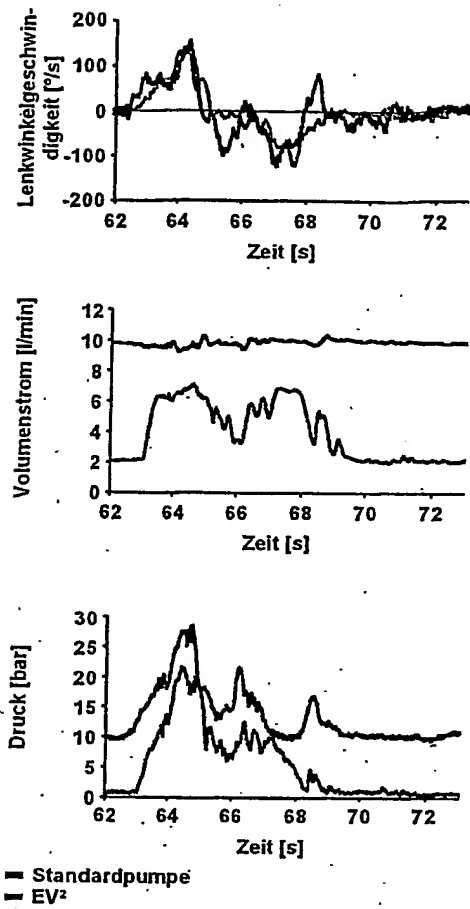 Lenkwinkelgeschwin-
digkeit [°/s]
200
100
0
-100
-200
62 64 66 68 70 72
Zeit [s]
Volumenstrom [l/min]
12
10
8
6
4
2
0
62 64 66 68 70 72
Zeit [s]
Druck [bar]
30
25
20
15
10
5
0
62 64 66 68 70 72
Zeit [s]
Standardpumpe
EV²